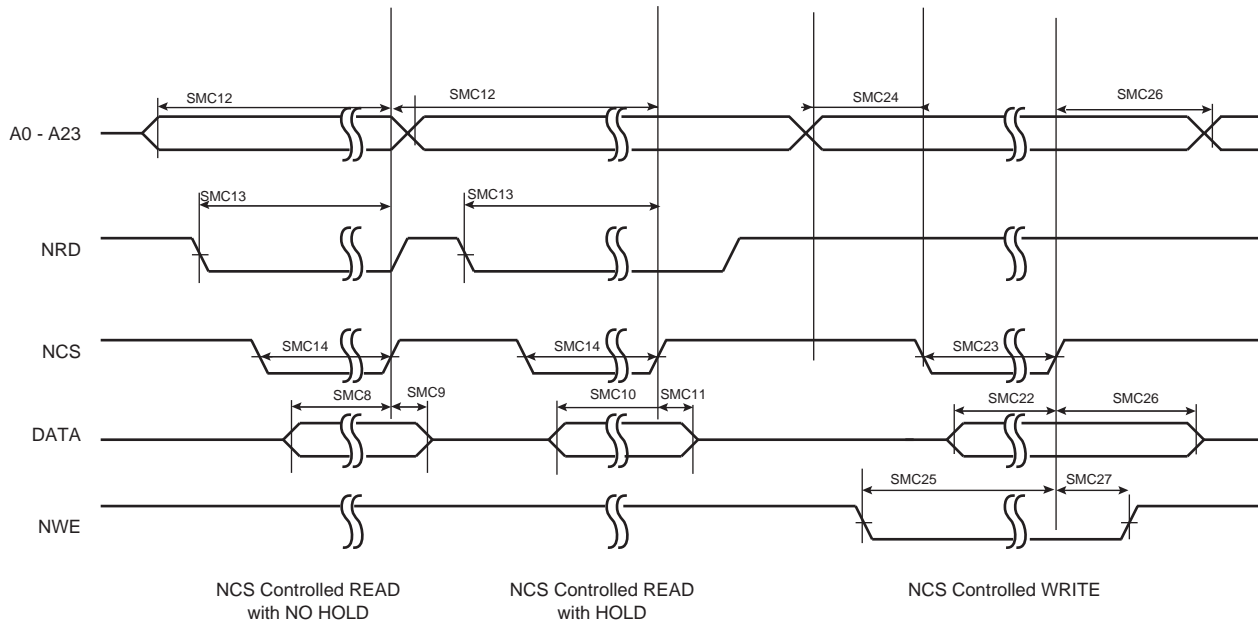 SMC12
SMC12
SMC24
SMC26
A0 - A23
SMC13
SMC13
NRD
NCS
SMC14
SMC14
SMC23
SMC8
SMC9
SMC10
SMC11
SMC22
SMC26
DATA
SMC25
SMC27
NWE
NCS Controlled READ
with NO HOLD
NCS Controlled READ
with HOLD
NCS Controlled WRITE